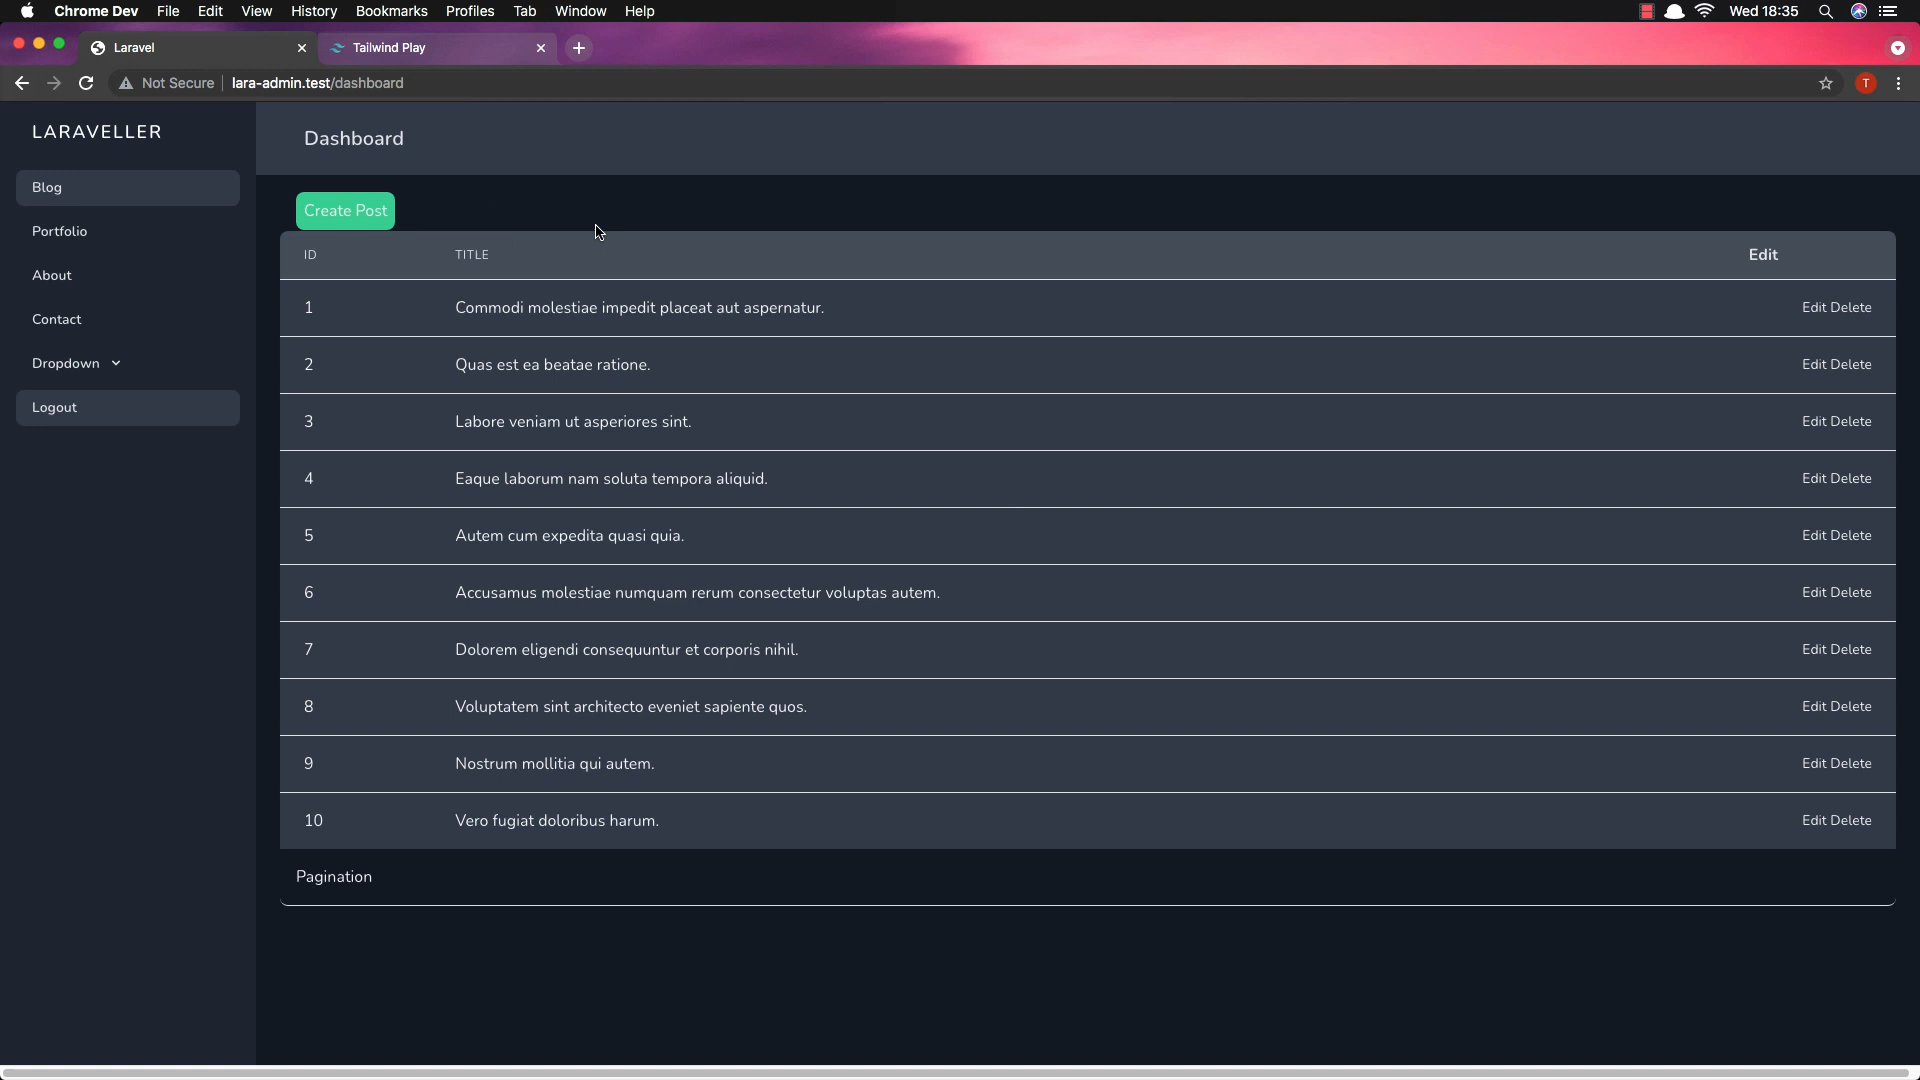 Chrome Dev File Edit View History Bookmarks Profiles Tab Window Help Wed 18:35
Laravel Tailwind Play
Not Secure lara-admin.test/dashboard T
LARAVELLER
Dashboard
Blog
Portfolio
About
Contact
Dropdown
Logout
Create Post
ID TITLE Edit
1 Commodi molestiae impedit placeat aut aspernatur. Edit Delete
2 Quas est ea beatae ratione. Edit Delete
3 Labore veniam ut asperiores sint. Edit Delete
4 Eaque laborum nam soluta tempora aliquid. Edit Delete
5 Autem cum expedita quasi quia. Edit Delete
6 Accusamus molestiae numquam rerum consectetur voluptas autem. Edit Delete
7 Dolorem eligendi consequuntur et corporis nihil. Edit Delete
8 Voluptatem sint architecto eveniet sapiente quos. Edit Delete
9 Nostrum mollitia qui autem. Edit Delete
10 Vero fugiat doloribus harum. Edit Delete
Pagination